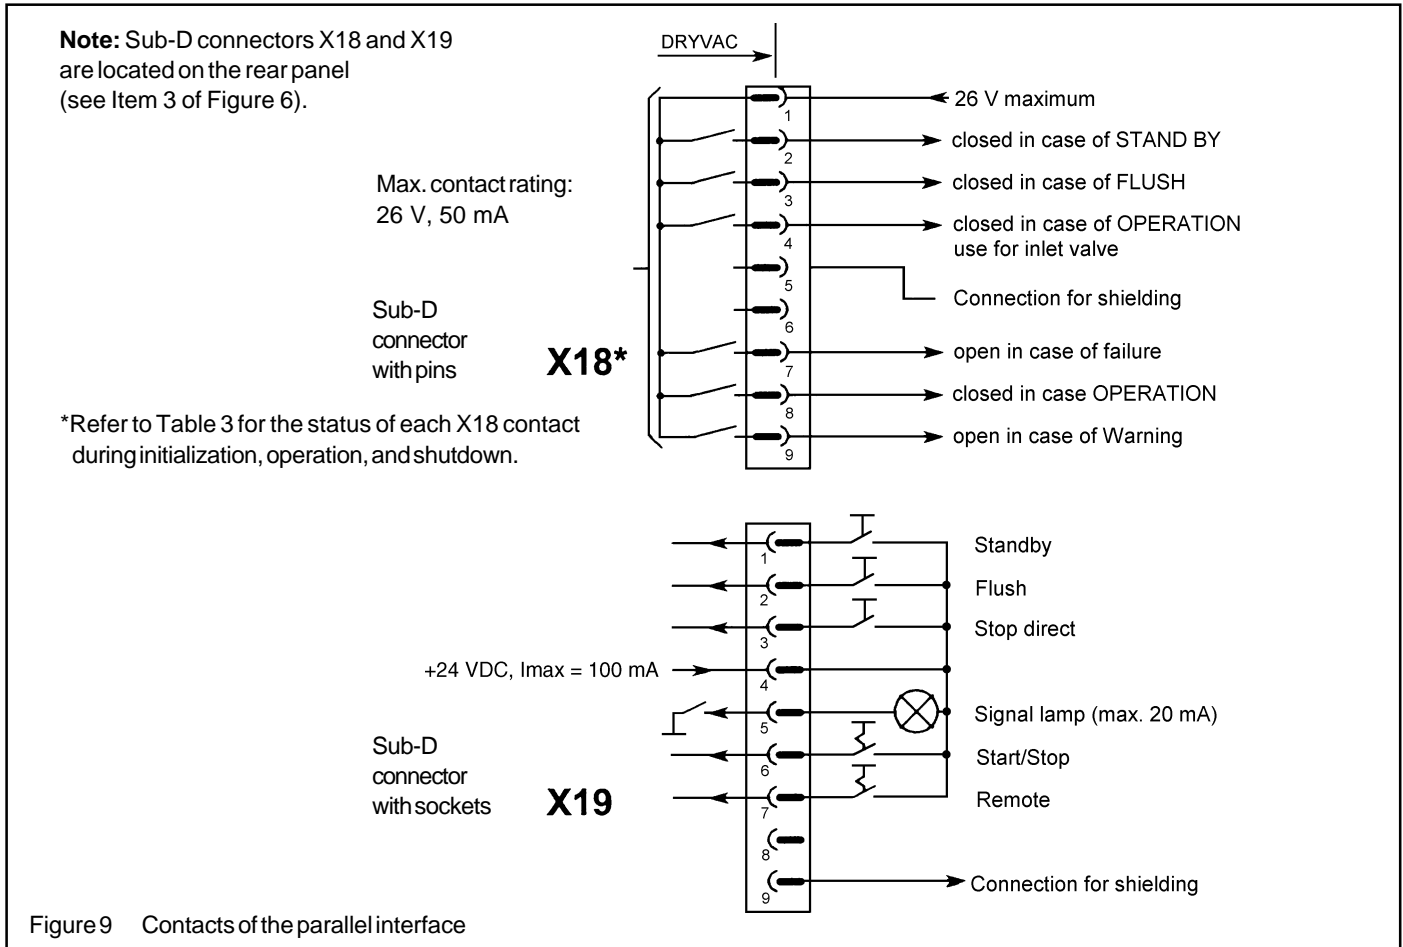 Note: Sub-D connectors X18 and X19
are located on the rear panel
(see Item 3 of Figure 6).
DRYVAC
Max. contact rating:
26 V, 50 mA
Sub-D
connector
with pins
X18*
*Refer to Table 3 for the status of each X18 contact
during initialization, operation, and shutdown.
1
26 V maximum
2
closed in case of STAND BY
3
closed in case of FLUSH
4
closed in case of OPERATION
use for inlet valve
5
Connection for shielding
6
7
open in case of failure
8
closed in case OPERATION
9
open in case of Warning
1
Standby
2
Flush
3
Stop direct
+24 VDC, Imax = 100 mA
4
5
Signal lamp (max. 20 mA)
Sub-D
connector
with sockets
X19
6
Start/Stop
7
Remote
8
9
Connection for shielding
Figure 9 Contacts of the parallel interface